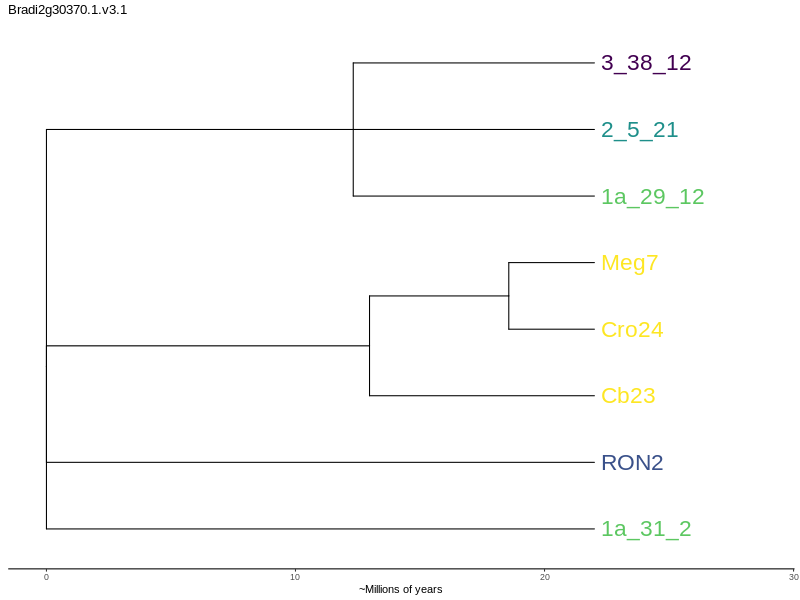 Bradi2g30370.1.v3.1
3_38_12
2_5_21
1a_29_12
Meg7
Cro24
Cb23
RON2
1a_31_2
0 10 20 30
~Millions of years